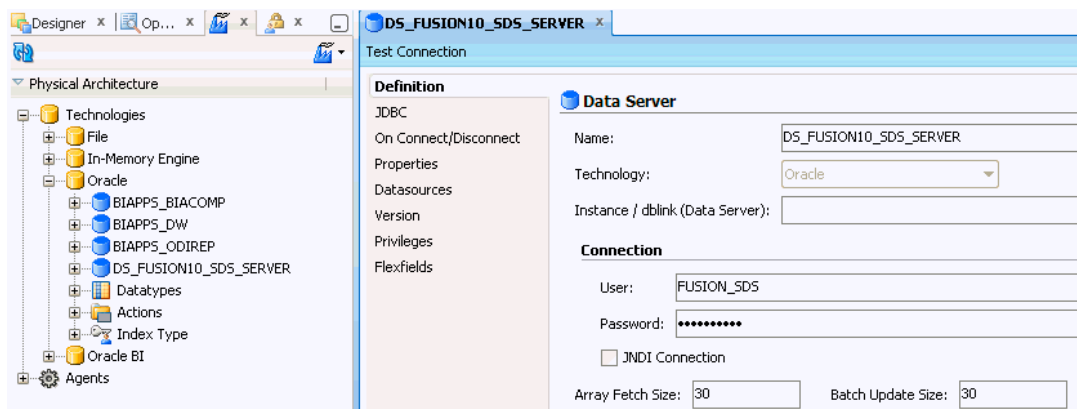 Designer x Op... x x x
DS_FUSION10_SDS_SERVER x
Test Connection
Physical Architecture
Technologies
File
In-Memory Engine
Oracle
BIAPPS_BIACOMP
BIAPPS_DW
BIAPPS_ODIREP
DS_FUSION10_SDS_SERVER
Datatypes
Actions
Index Type
Oracle BI
Agents
Definition
JDBC
On Connect/Disconnect
Properties
Datasources
Version
Privileges
Flexfields
Data Server
Name: DS_FUSION10_SDS_SERVER
Technology: Oracle
Instance / dblink (Data Server):
Connection
User: FUSION_SDS
Password: ••••••••••
JNDI Connection
Array Fetch Size: 30 Batch Update Size: 30